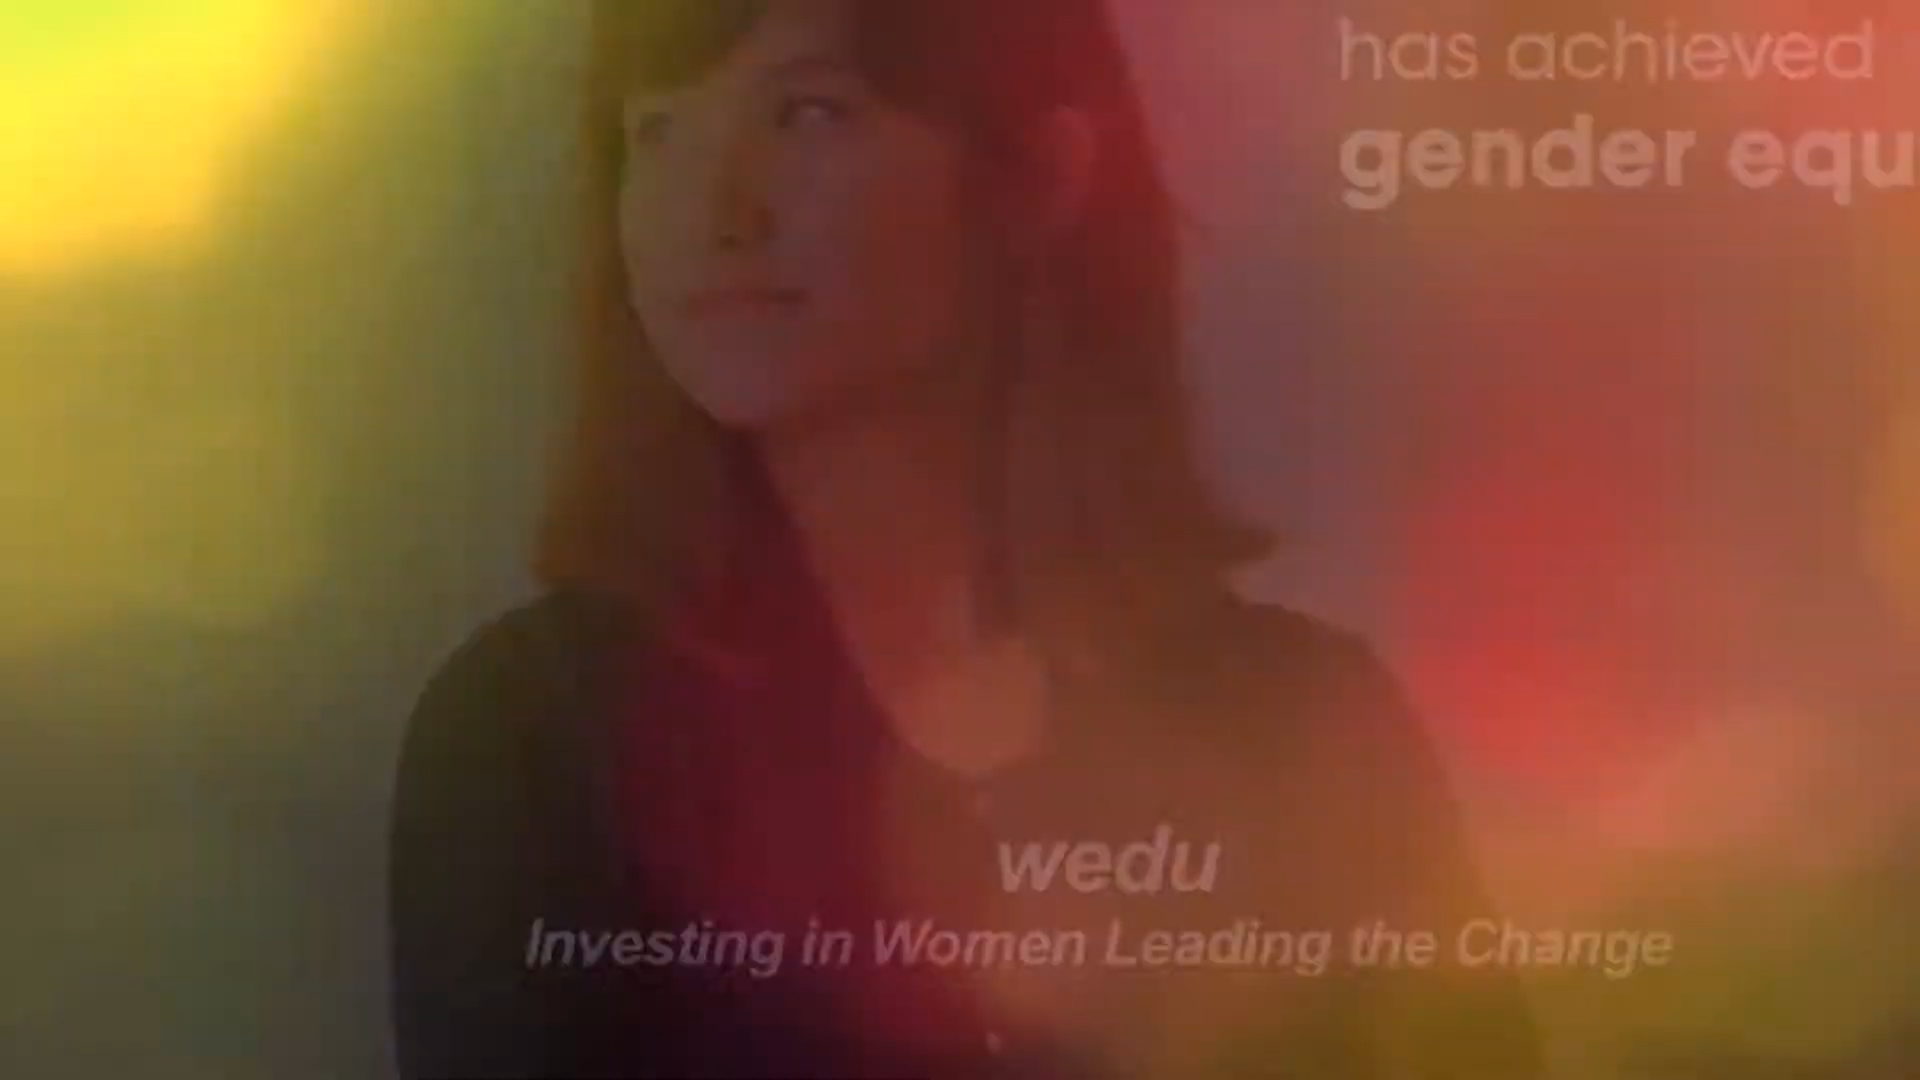 has achieved
gender equ
wedu
Investing in Women Leading the Change